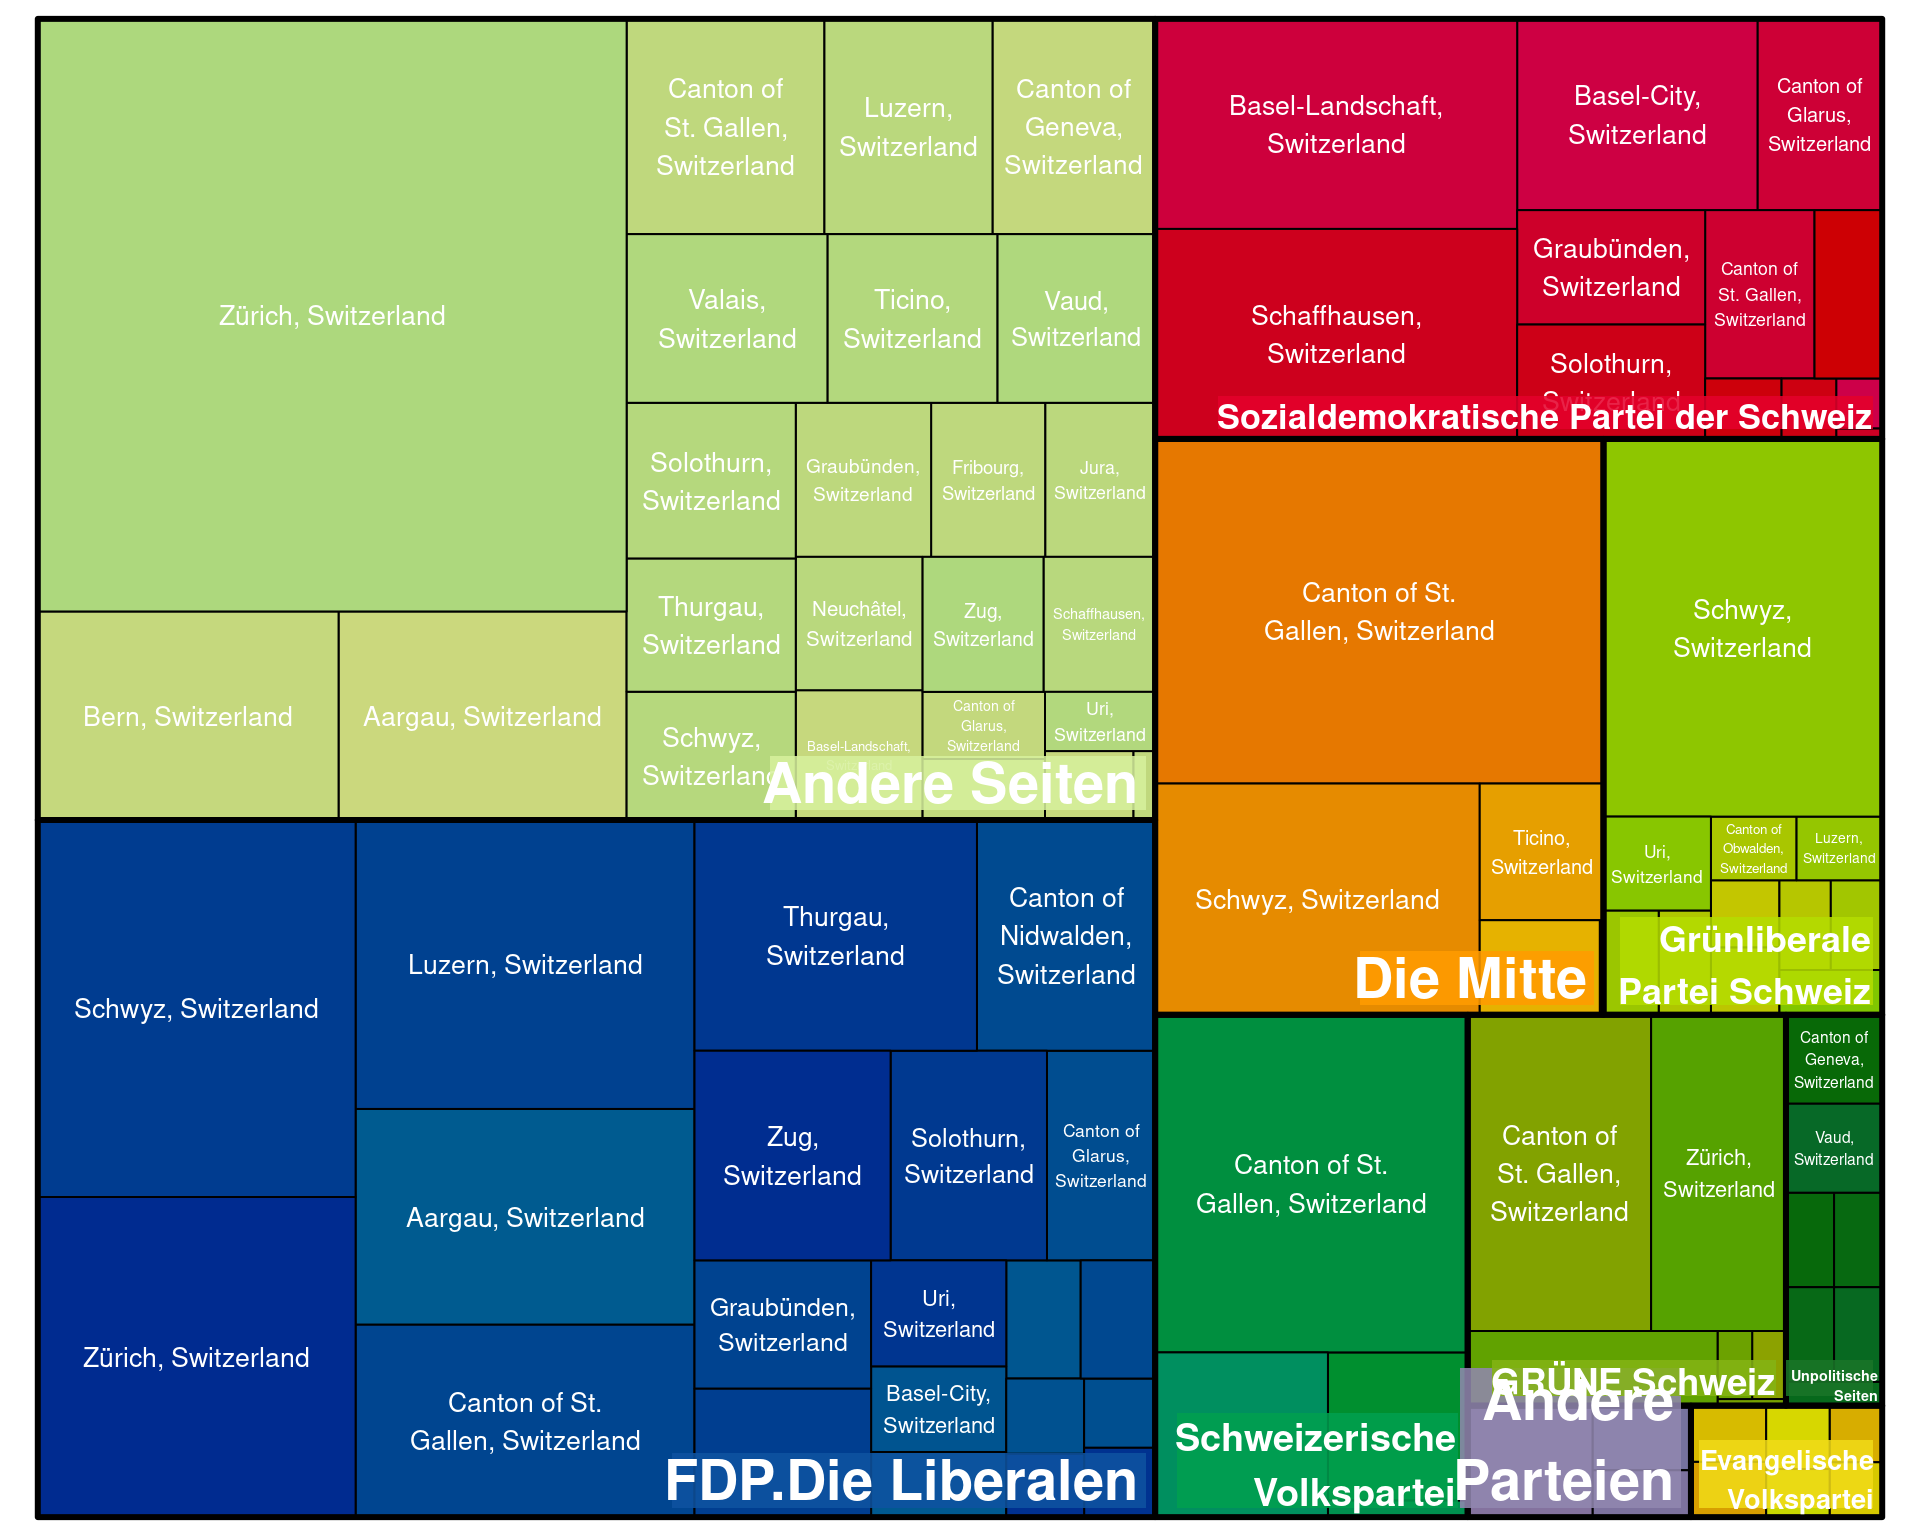 Zürich, Switzerland
Bern, Switzerland
Aargau, Switzerland
Canton of
St. Gallen,
Switzerland
Luzern,
Switzerland
Canton of
Geneva,
Switzerland
Valais,
Switzerland
Ticino,
Switzerland
Vaud,
Switzerland
Solothurn,
Switzerland
Graubünden,
Switzerland
Fribourg,
Switzerland
Jura,
Switzerland
Thurgau,
Switzerland
Neuchâtel,
Switzerland
Zug,
Switzerland
Schaffhausen,
Switzerland
Schwyz,
Switzerland
Basel-Landschaft,
Switzerland
Canton of
Glarus,
Switzerland
Uri,
Switzerland
Andere Seiten
Schwyz, Switzerland
Zürich, Switzerland
Luzern, Switzerland
Aargau, Switzerland
Canton of St.
Gallen, Switzerland
Thurgau,
Switzerland
Canton of
Nidwalden,
Switzerland
Zug,
Switzerland
Solothurn,
Switzerland
Canton of
Glarus,
Switzerland
Graubünden,
Switzerland
Uri,
Switzerland
Basel-City,
Switzerland
FDP.Die Liberalen
Basel-Landschaft,
Switzerland
Basel-City,
Switzerland
Canton of
Glarus,
Switzerland
Schaffhausen,
Switzerland
Graubünden,
Switzerland
Canton of
St. Gallen,
Switzerland
Solothurn,
Switzerland
Sozialdemokratische Partei der Schweiz
Canton of St.
Gallen, Switzerland
Schwyz, Switzerland
Ticino,
Switzerland
Die Mitte
Schwyz,
Switzerland
Uri,
Switzerland
Canton of
Obwalden,
Switzerland
Luzern,
Switzerland
Grünliberale
Partei Schweiz
Canton of St.
Gallen, Switzerland
Schweizerische
Volkspartei
Canton of
St. Gallen,
Switzerland
Zürich,
Switzerland
GRÜNE Schweiz
Canton of
Geneva,
Switzerland
Vaud,
Switzerland
Unpolitische
Seiten
Andere
Parteien
Evangelische
Volkspartei